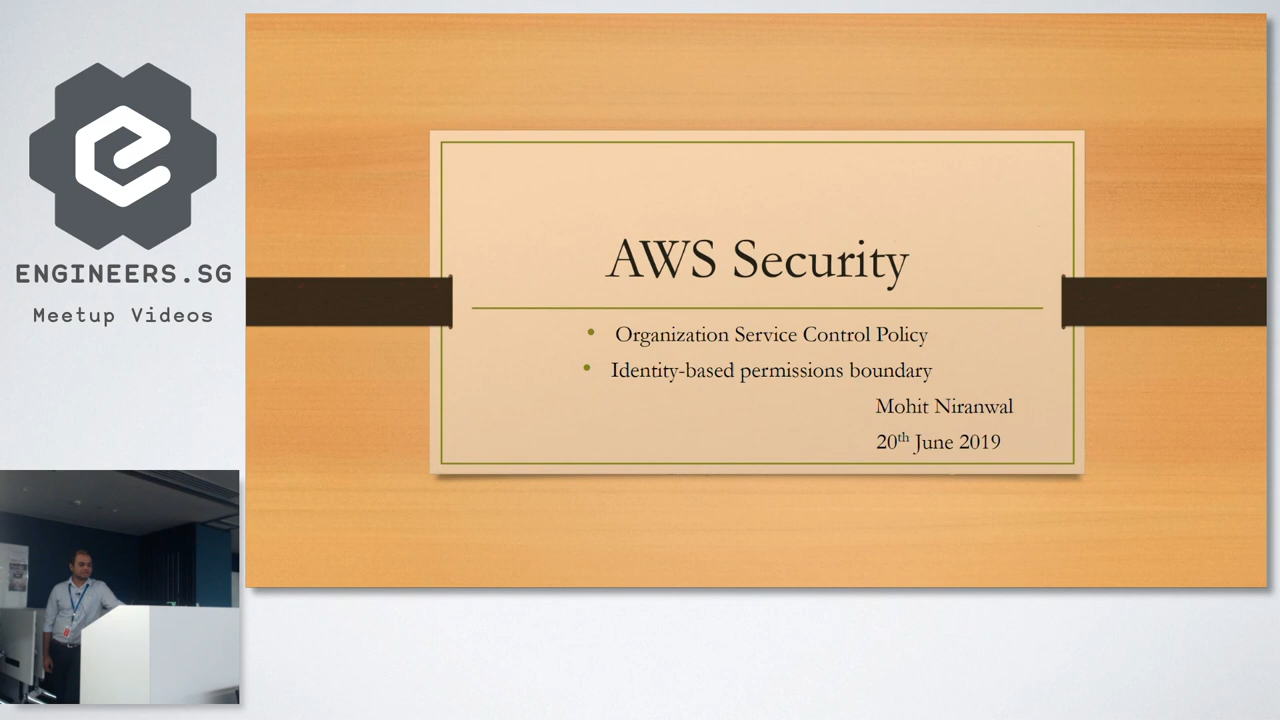 ENGINEERS.SG
Meetup Videos
AWS Security
• Organization Service Control Policy
• Identity-based permissions boundary
Mohit Niranwal
20th June 2019